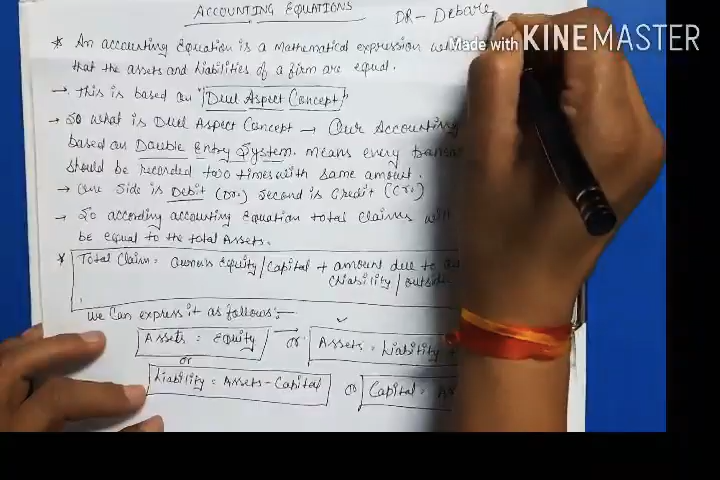 ACCOUNTING EQUATIONS
DR - Debare
* An accounting Equation is a Mathematical expression
Made with KINEMASTER
that the assets and liabilities of a firm are equal.
→ This is based on "Deul Aspect Concept"
→ So what is Deul Aspect Concept → Our Accounting
based on Double Entry System. Means every
should be recorded two times with same amount.
→ One Side is Debit (Dr.) Second is Credit (Cr.)
→ So according accounting Equation total claims
be equal to the total Assets.
* Total Claim = owners Equity/Capital + amount due to
Liability/
We Can express it as follows:-
Assets = Equity → or Assets = Liability +
or
Liability = Assets - Capital or Capital =